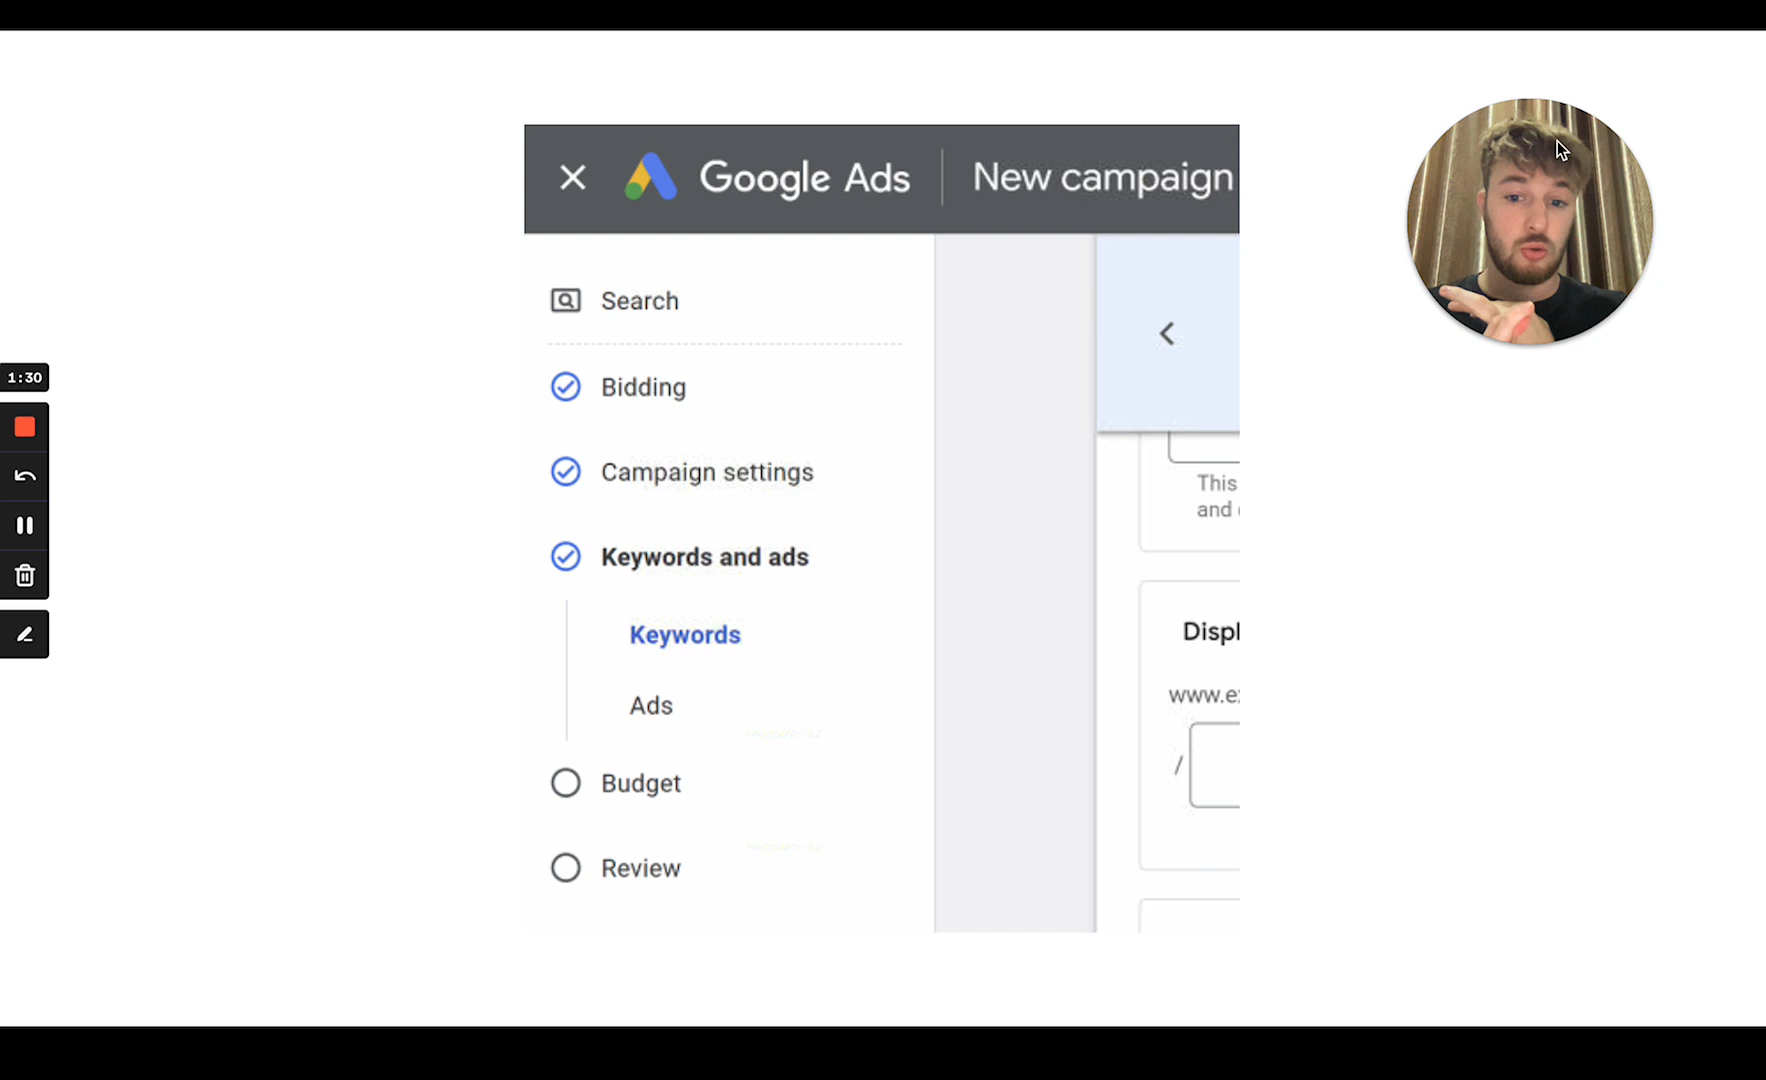 Google Ads
New campaign
Search
Bidding
Campaign settings
Keywords and ads
Keywords
Ads
Budget
Review
This
and
Displ
www.e
/
1:30